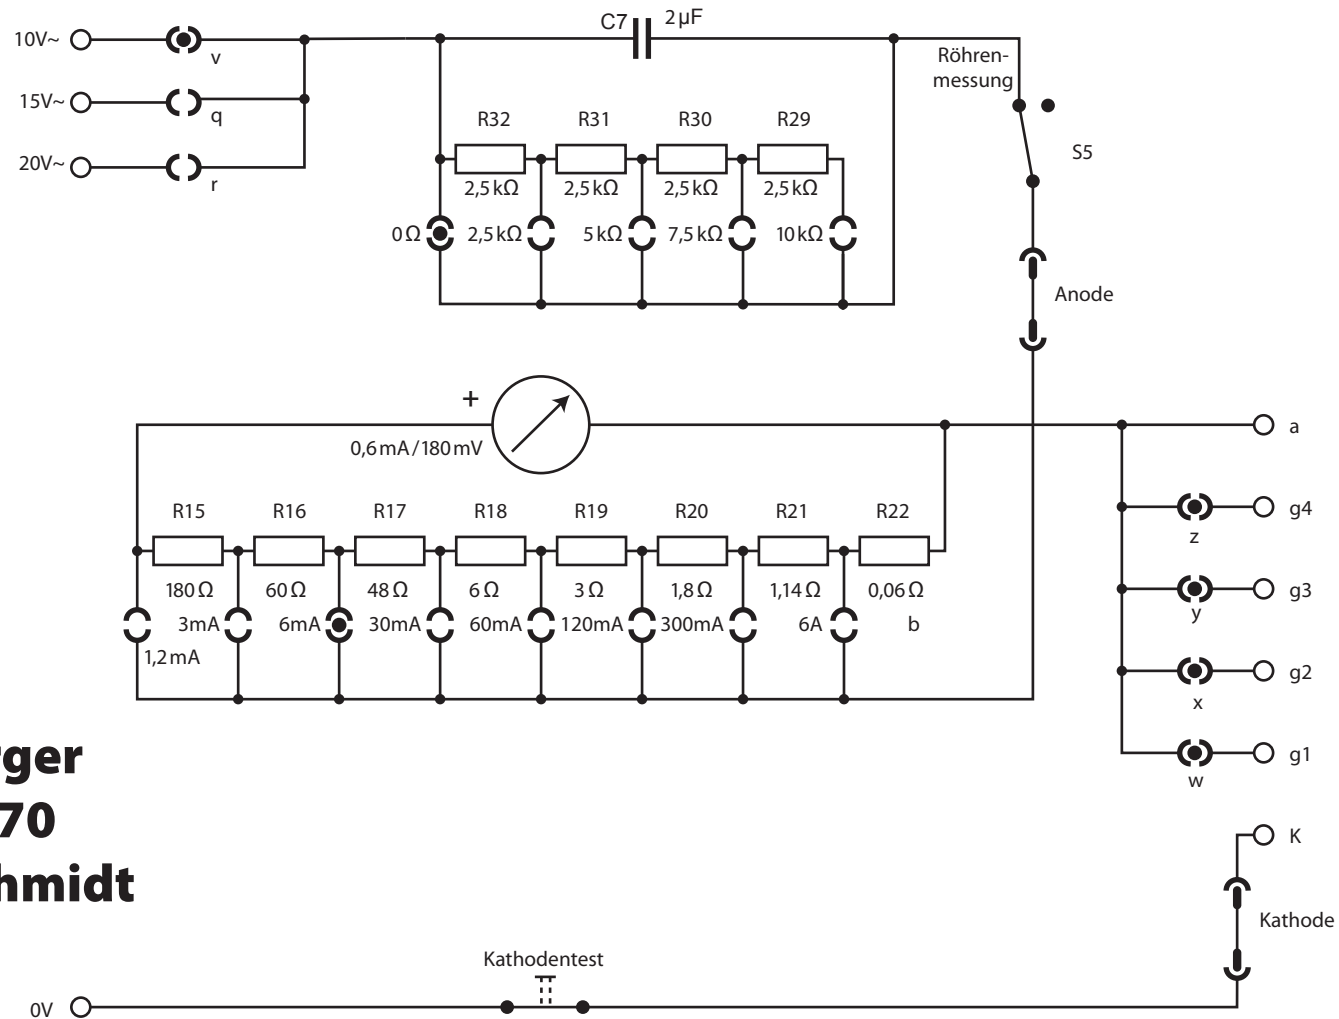 10V~
v
15V~
q
20V~
r
C7 2µF
Röhren-
messung
S5
R32 R31 R30 R29
2,5kΩ 2,5kΩ 2,5kΩ 2,5kΩ
0Ω 2,5kΩ 5kΩ 7,5kΩ 10kΩ
Anode
+
0,6mA/180mV
a
R15 R16 R17 R18 R19 R20 R21 R22
180Ω 60Ω 48Ω 6Ω 3Ω 1,8Ω 1,14Ω 0,06Ω
3mA 6mA 30mA 60mA 120mA 300mA 6A b
1,2mA
g4
z
g3
y
g2
x
g1
w
70
K
Kathode
Kathodentest
0V